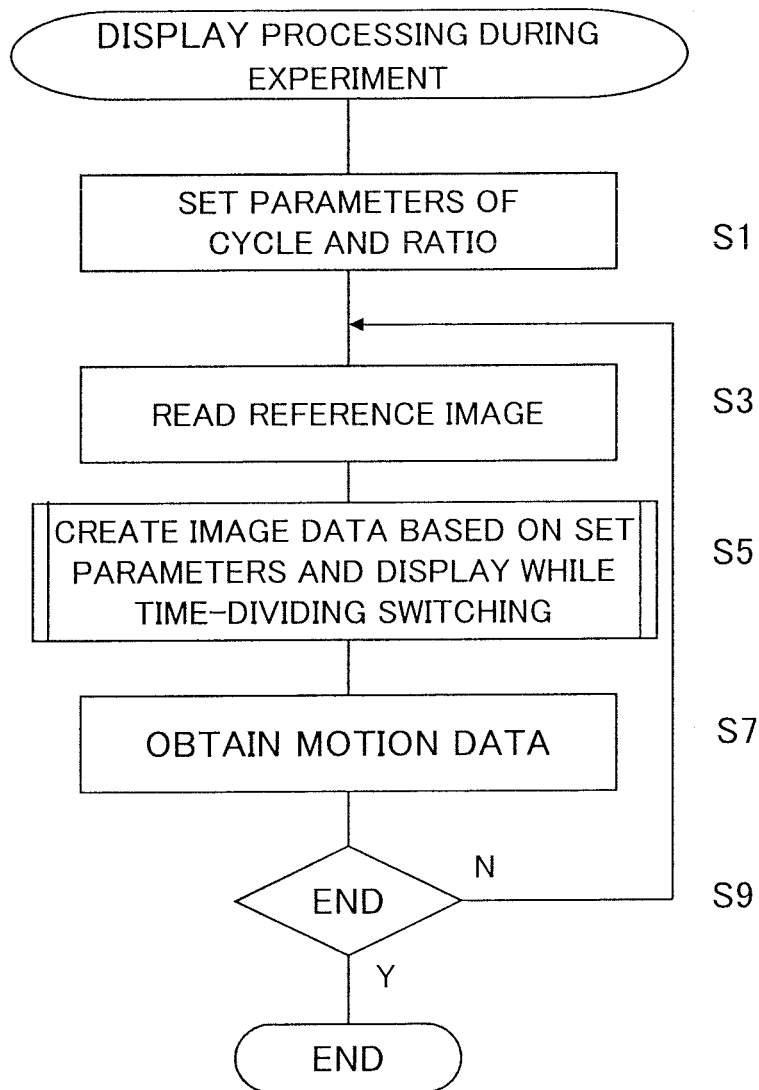 DISPLAY PROCESSING DURING
EXPERIMENT
SET PARAMETERS OF
CYCLE AND RATIO
S1
READ REFERENCE IMAGE
S3
CREATE IMAGE DATA BASED ON SET
PARAMETERS AND DISPLAY WHILE
TIME-DIVIDING SWITCHING
S5
OBTAIN MOTION DATA
S7
END
N
S9
Y
END